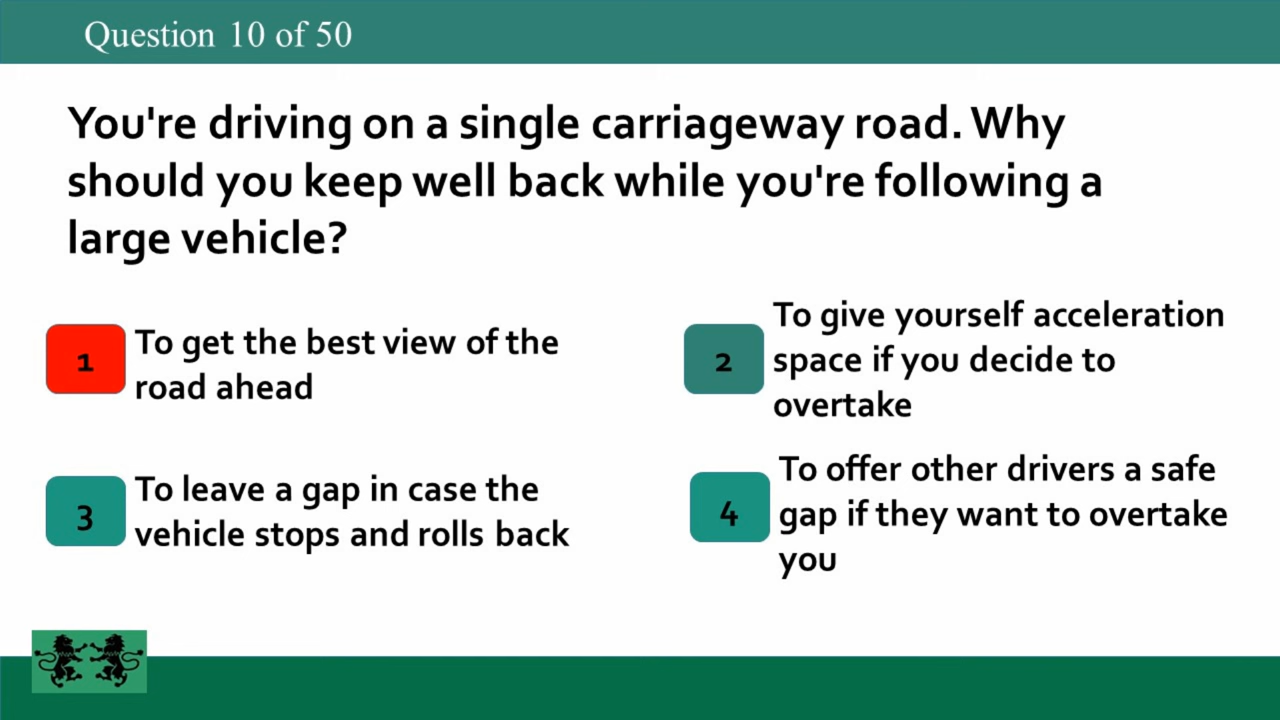 Question 10 of 50
You're driving on a single carriageway road. Why
should you keep well back while you're following a
large vehicle?
1
To get the best view of the
road ahead
2
To give yourself acceleration
space if you decide to
overtake
3
To leave a gap in case the
vehicle stops and rolls back
4
To offer other drivers a safe
gap if they want to overtake
you